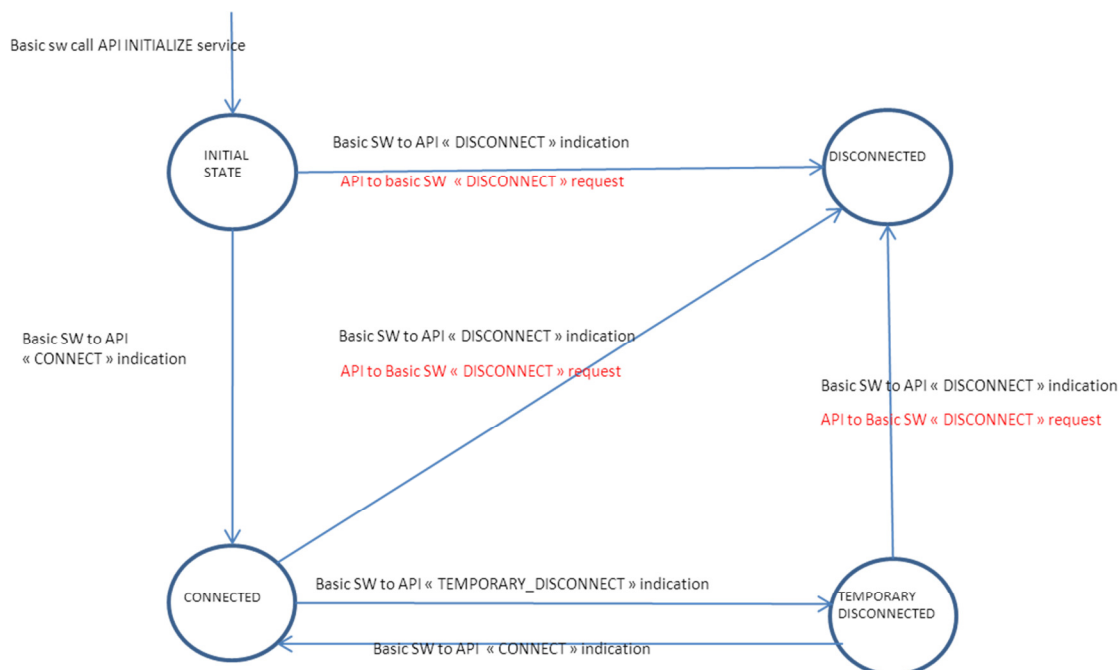 Basic sw call API INITIALIZE service
INITIAL
STATE
Basic SW to API « DISCONNECT » indication
API to basic SW « DISCONNECT » request
DISCONNECTED
Basic SW to API
« CONNECT » indication
Basic SW to API « DISCONNECT » indication
API to Basic SW « DISCONNECT » request
Basic SW to API « DISCONNECT » indication
API to Basic SW « DISCONNECT » request
CONNECTED
Basic SW to API « TEMPORARY_DISCONNECT » indication
TEMPORARY
DISCONNECTED
Basic SW to API « CONNECT » indication